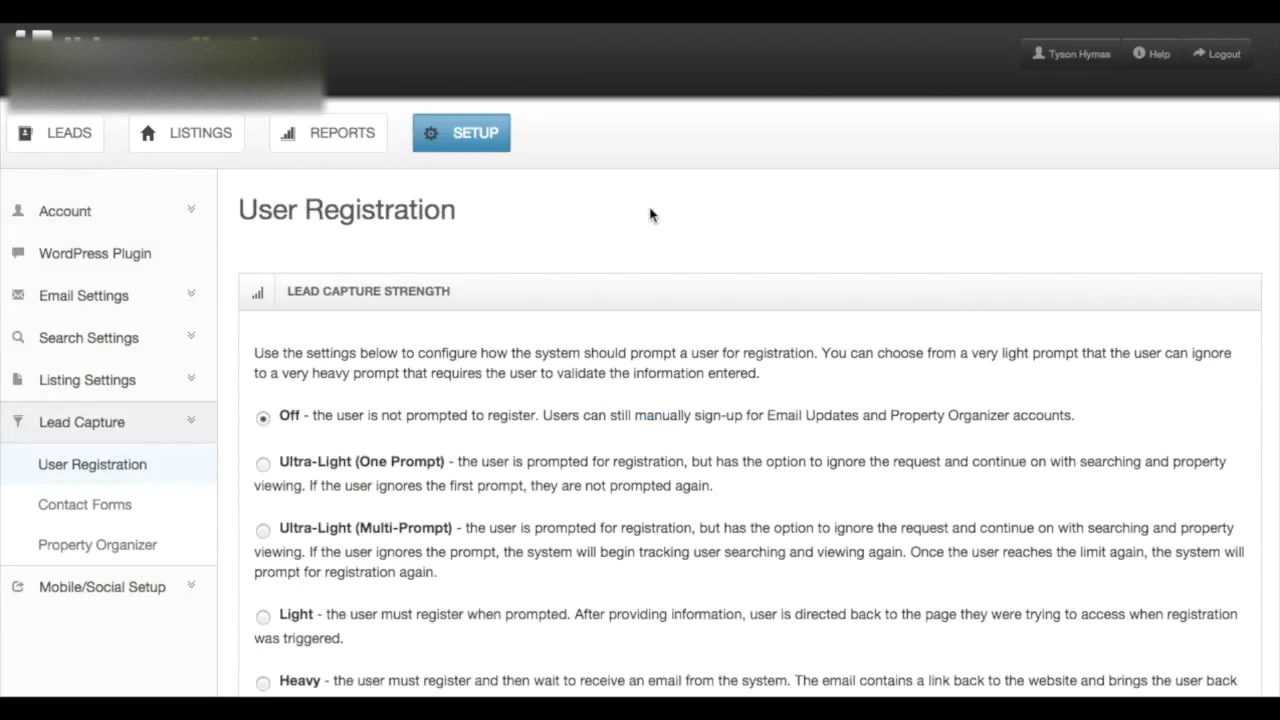 Tyson Hymas Help Logout
LEADS LISTINGS REPORTS SETUP
Account
WordPress Plugin
Email Settings
Search Settings
Listing Settings
Lead Capture
User Registration
Contact Forms
Property Organizer
Mobile/Social Setup
User Registration
LEAD CAPTURE STRENGTH
Use the settings below to configure how the system should prompt a user for registration. You can choose from a very light prompt that the user can ignore
to a very heavy prompt that requires the user to validate the information entered.
Off - the user is not prompted to register. Users can still manually sign-up for Email Updates and Property Organizer accounts.
Ultra-Light (One Prompt) - the user is prompted for registration, but has the option to ignore the request and continue on with searching and property
viewing. If the user ignores the first prompt, they are not prompted again.
Ultra-Light (Multi-Prompt) - the user is prompted for registration, but has the option to ignore the request and continue on with searching and property
viewing. If the user ignores the prompt, the system will begin tracking user searching and viewing again. Once the user reaches the limit again, the system will
prompt for registration again.
Light - the user must register when prompted. After providing information, user is directed back to the page they were trying to access when registration
was triggered.
Heavy - the user must register and then wait to receive an email from the system. The email contains a link back to the website and brings the user back